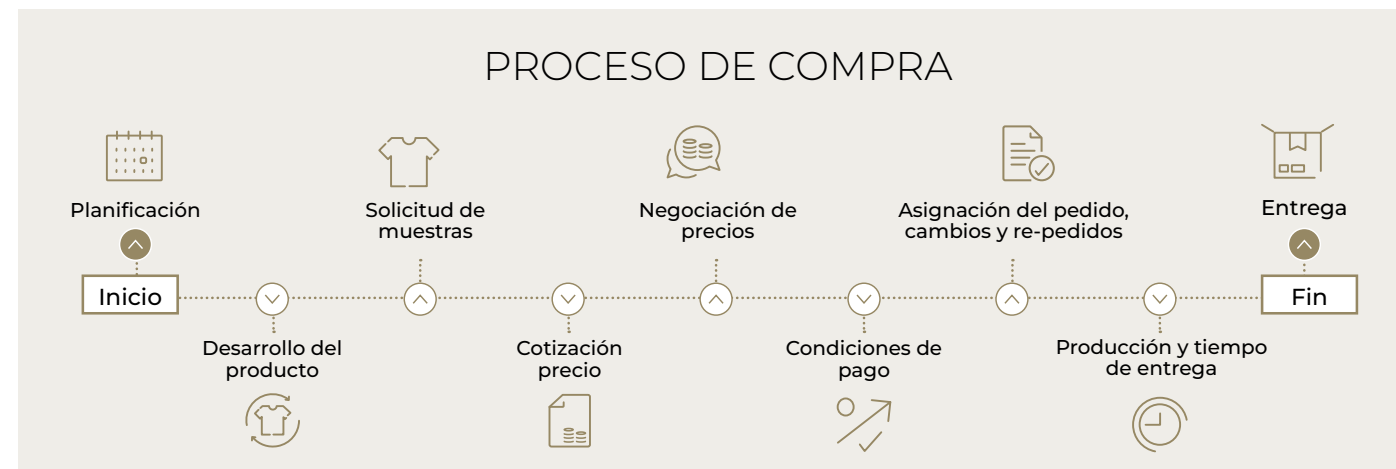 PROCESO DE COMPRA
Planificación
Solicitud de
muestras
Negociación de
precios
Asignación del pedido,
cambios y re-pedidos
Entrega
Inicio
Fin
Desarrollo del
producto
Cotización
precio
Condiciones de
pago
Producción y tiempo
de entrega